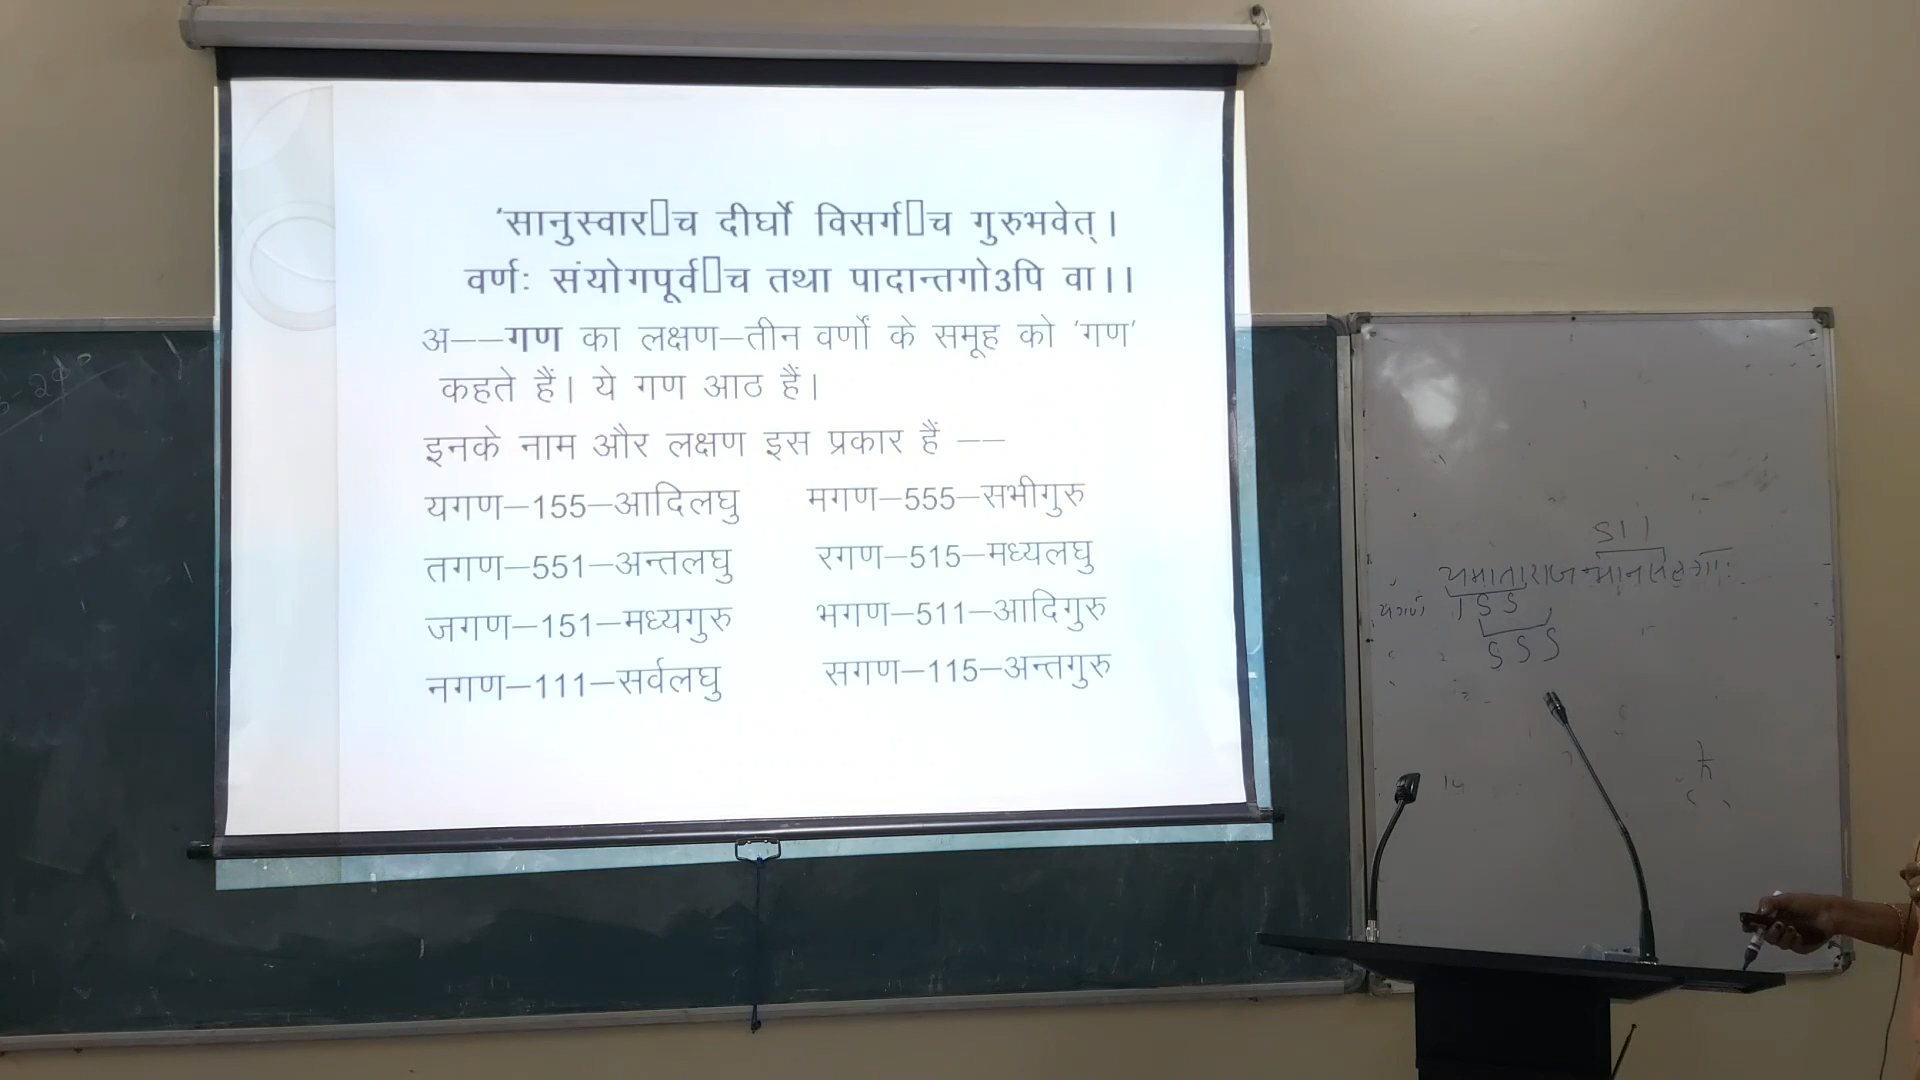 'सानुस्वार▯च दीर्घो विसर्ग▯च गुरुभवेत्।
वर्णः संयोगपूर्व▯च तथा पादान्तगो3पि वा।।
अ——गण का लक्षण—तीन वर्णों के समूह को 'गण'
कहते हैं। ये गण आठ हैं।
इनके नाम और लक्षण इस प्रकार हैं ——
यगण—155—आदिलघु मगण—555—सभीगुरु
तगण—551—अन्तलघु रगण—515—मध्यलघु
जगण—151—मध्यगुरु भगण—511—आदिगुरु
नगण—111—सर्वलघु सगण—115—अन्तगुरु
S I I
यमाताराजभानसलगाः
यगण I S S
S S S